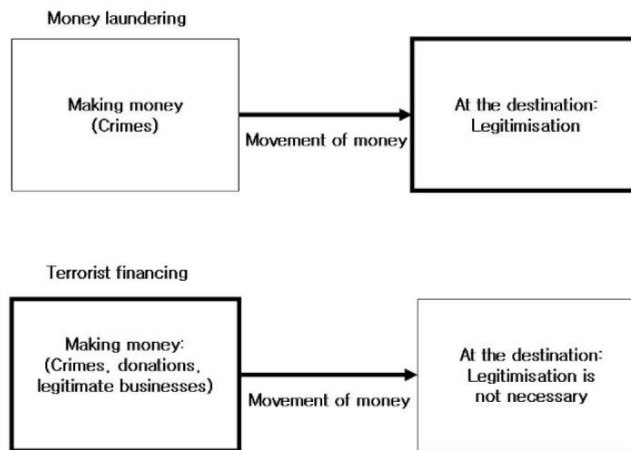 Money laundering
Making money
(Crimes)
Movement of money
At the destination:
Legitimisation
Terrorist financing
Making money:
(Crimes, donations,
legitimate businesses)
Movement of money
At the destination:
Legitimisation is
not necessary